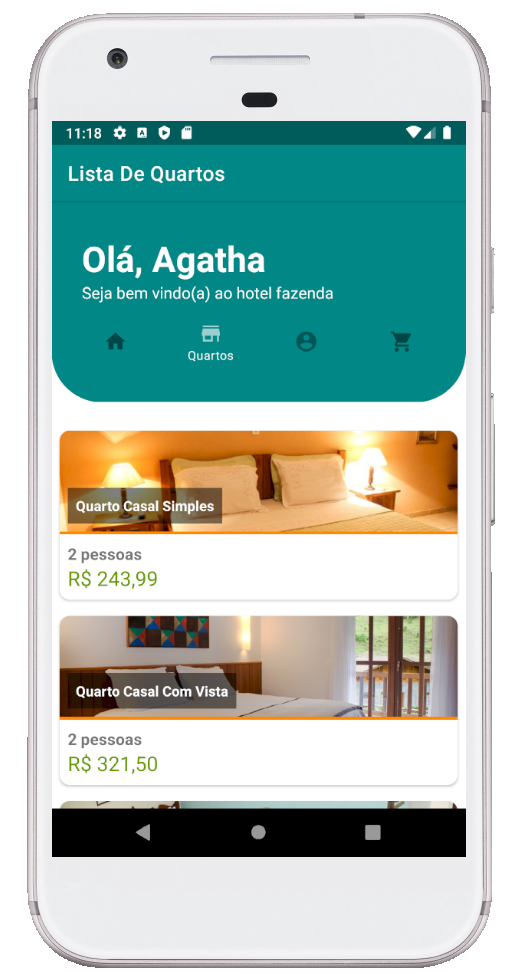 11:18
Lista De Quartos
Olá, Agatha
Seja bem vindo(a) ao hotel fazenda
Quartos
Quarto Casal Simples
2 pessoas
R$ 243,99
Quarto Casal Com Vista
2 pessoas
R$ 321,50